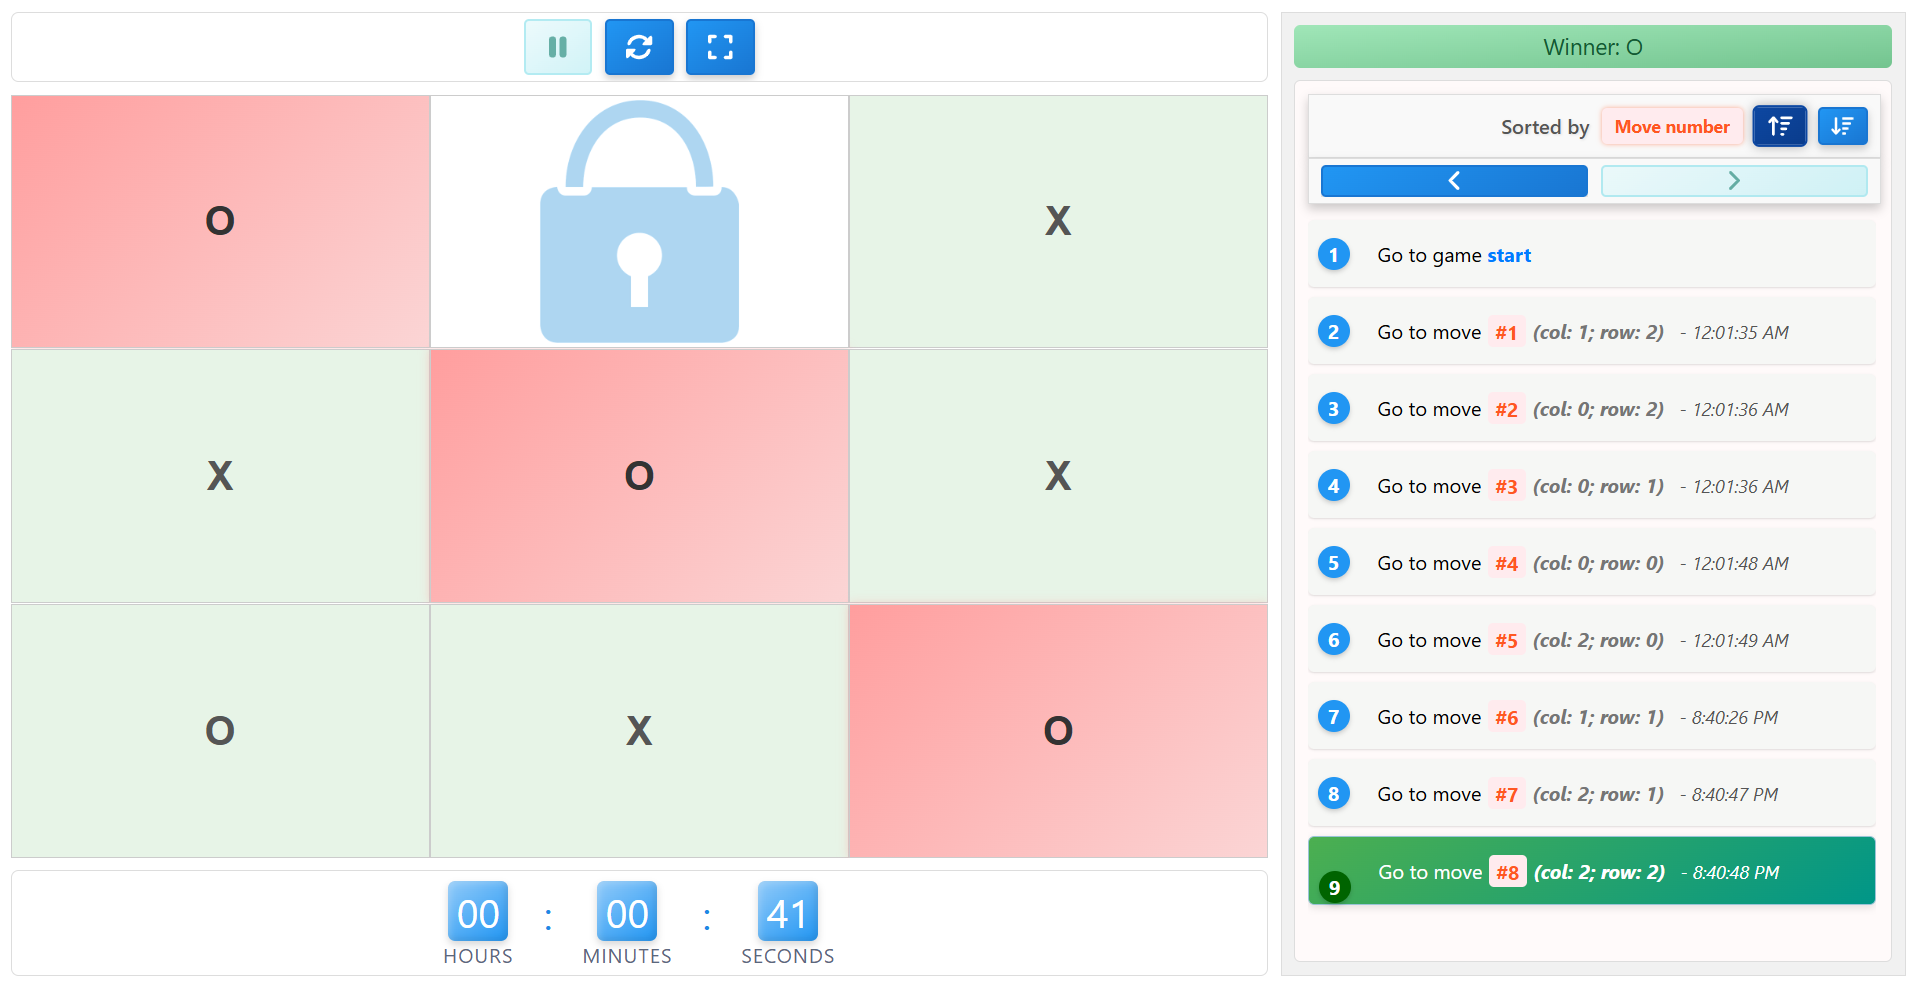 Winner: O
Sorted by Move number
O X
X O X
O X O
1 Go to game start
2 Go to move #1 (col: 1; row: 2) - 12:01:35 AM
3 Go to move #2 (col: 0; row: 2) - 12:01:36 AM
4 Go to move #3 (col: 0; row: 1) - 12:01:36 AM
5 Go to move #4 (col: 0; row: 0) - 12:01:48 AM
6 Go to move #5 (col: 2; row: 0) - 12:01:49 AM
7 Go to move #6 (col: 1; row: 1) - 8:40:26 PM
8 Go to move #7 (col: 2; row: 1) - 8:40:47 PM
9 Go to move #8 (col: 2; row: 2) - 8:40:48 PM
00 : 00 : 41
HOURS MINUTES SECONDS